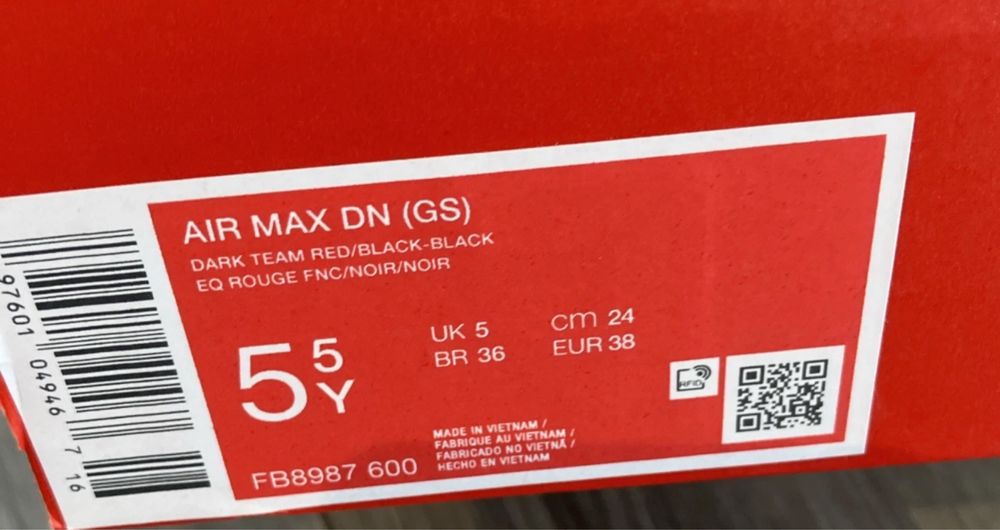 AIR MAX DN (GS)
DARK TEAM RED/BLACK-BLACK
EQ ROUGE FNC/NOIR/NOIR
5 5 Y
UK 5 cm 24
BR 36 EUR 38
RFID
MADE IN VIETNAM /
FABRIQUE AU VIETNAM /
FABRICADO NO VIETNÃ /
HECHO EN VIETNAM
FB8987 600
97601 04946 7 16